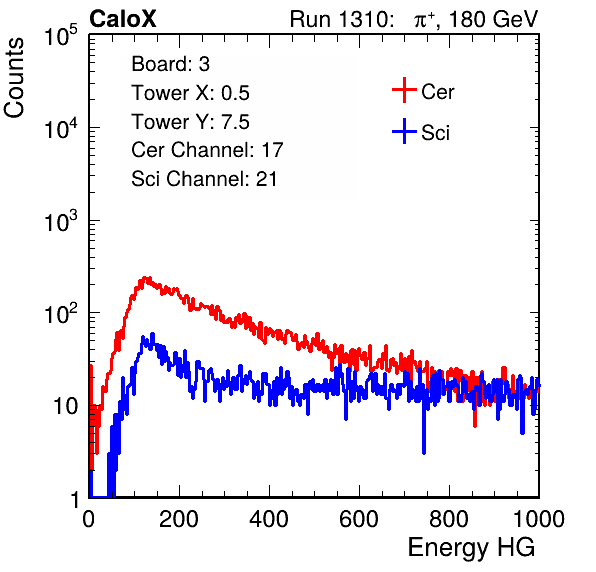 CaloX Run 1310: π⁺, 180 GeV
Counts
10⁵
10⁴
10³
10²
10
1
Board: 3
Tower X: 0.5
Tower Y: 7.5
Cer Channel: 17
Sci Channel: 21
Cer
Sci
0 200 400 600 800 1000
Energy HG